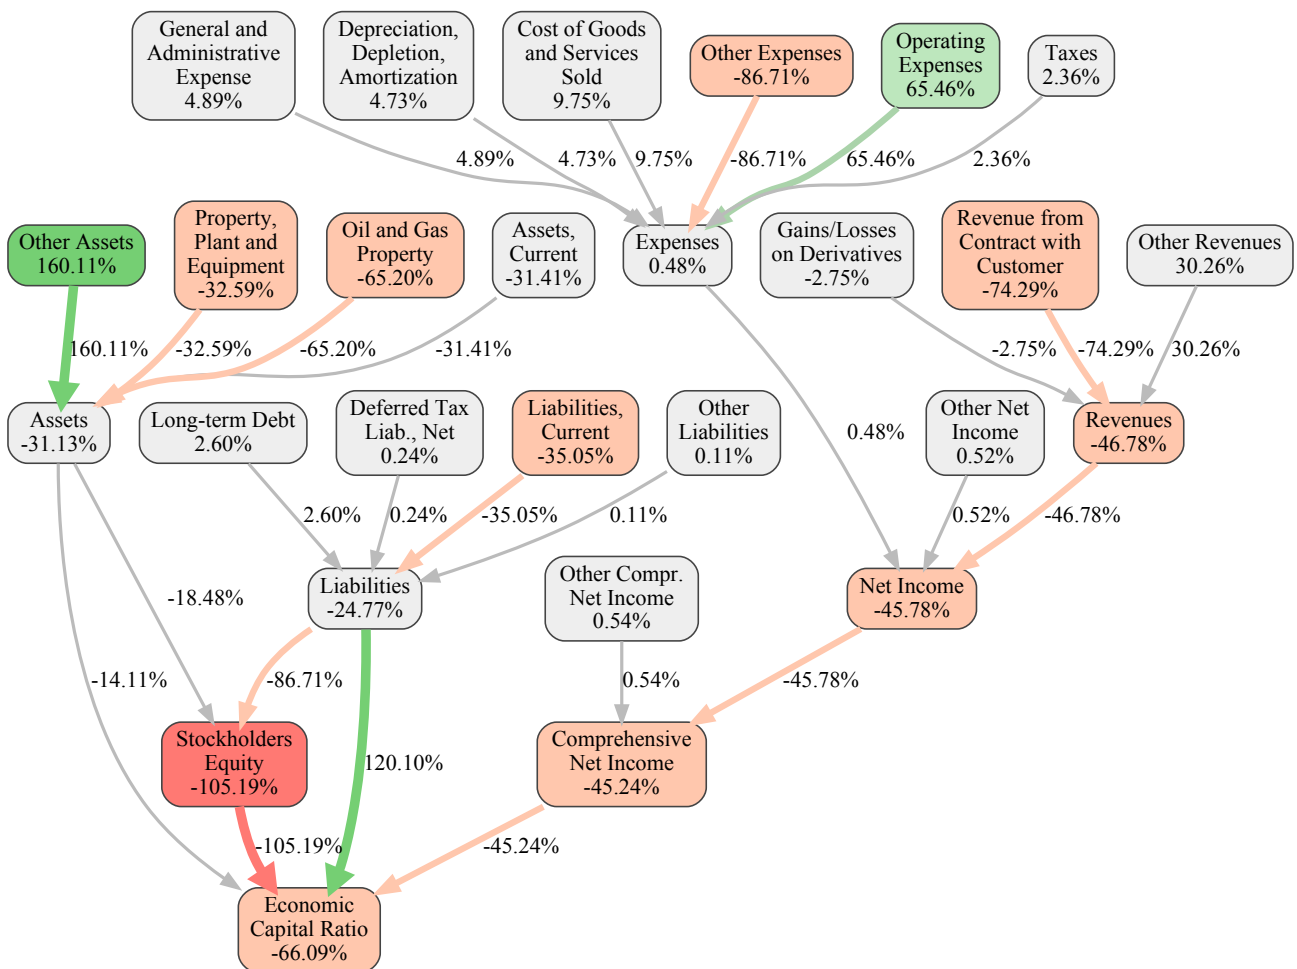 General and
Administrative
Expense
4.89%
Depreciation,
Depletion,
Amortization
4.73%
Cost of Goods
and Services
Sold
9.75%
Other Expenses
-86.71%
Operating
Expenses
65.46%
Taxes
2.36%
4.89%
4.73%
9.75%
-86.71%
65.46%
2.36%
Other Assets
160.11%
Property,
Plant and
Equipment
-32.59%
Oil and Gas
Property
-65.20%
Assets,
Current
-31.41%
Expenses
0.48%
Gains/Losses
on Derivatives
-2.75%
Revenue from
Contract with
Customer
-74.29%
Other Revenues
30.26%
160.11%
-32.59%
-65.20%
-31.41%
-2.75%
-74.29%
30.26%
Assets
-31.13%
Long-term Debt
2.60%
Deferred Tax
Liab., Net
0.24%
Liabilities,
Current
-35.05%
Other
Liabilities
0.11%
0.48%
Other Net
Income
0.52%
Revenues
-46.78%
2.60%
0.24%
-35.05%
0.11%
0.52%
-46.78%
-18.48%
Liabilities
-24.77%
Other Compr.
Net Income
0.54%
Net Income
-45.78%
-14.11%
-86.71%
0.54%
-45.78%
Stockholders
Equity
-105.19%
120.10%
Comprehensive
Net Income
-45.24%
-105.19%
-45.24%
Economic
Capital Ratio
-66.09%